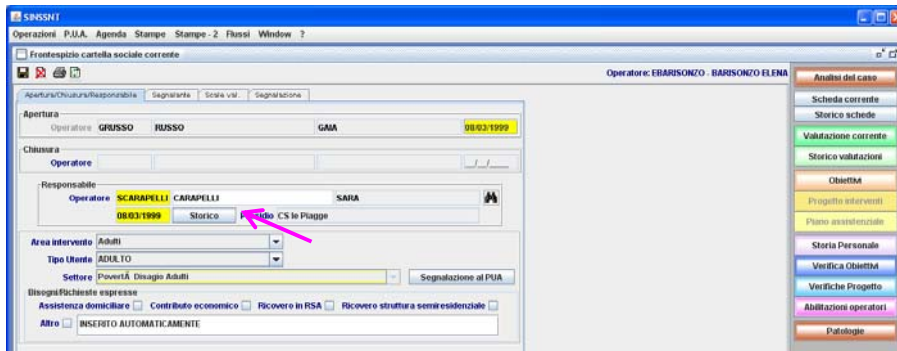 SINSSNT
Operazioni P.U.A. Agenda Stampe Stampe - 2 Flussi Window ?
Frontespizio cartella sociale corrente
Operatore: EBARISONZO - BARISONZO ELENA
Apertura/Chiusura/Responsabile Segnalante Scale val. Segnalazione
Apertura
Operatore GRUSSO RUSSO GAIA 08/03/1999
Chiusura
Operatore __/__/____
Responsabile
Operatore SCARAPELLI CARAPELLI SARA
08/03/1999 Storico Presidio CS le Piagge
Area intervento Adulti
Tipo Utente ADULTO
Settore PovertÃ Disagio Adulti Segnalazione al PUA
Bisogni/Richieste espresse
Assistenza domiciliare Contributo economico Ricovero in RSA Ricovero struttura semiresidenziale
Altro INSERITO AUTOMATICAMENTE
Analisi del caso
Scheda corrente
Storico schede
Valutazione corrente
Storico valutazioni
Obiettivi
Progetto interventi
Piano assistenziale
Storia Personale
Verifica Obiettivi
Verifiche Progetto
Abilitazioni operatori
Patologie